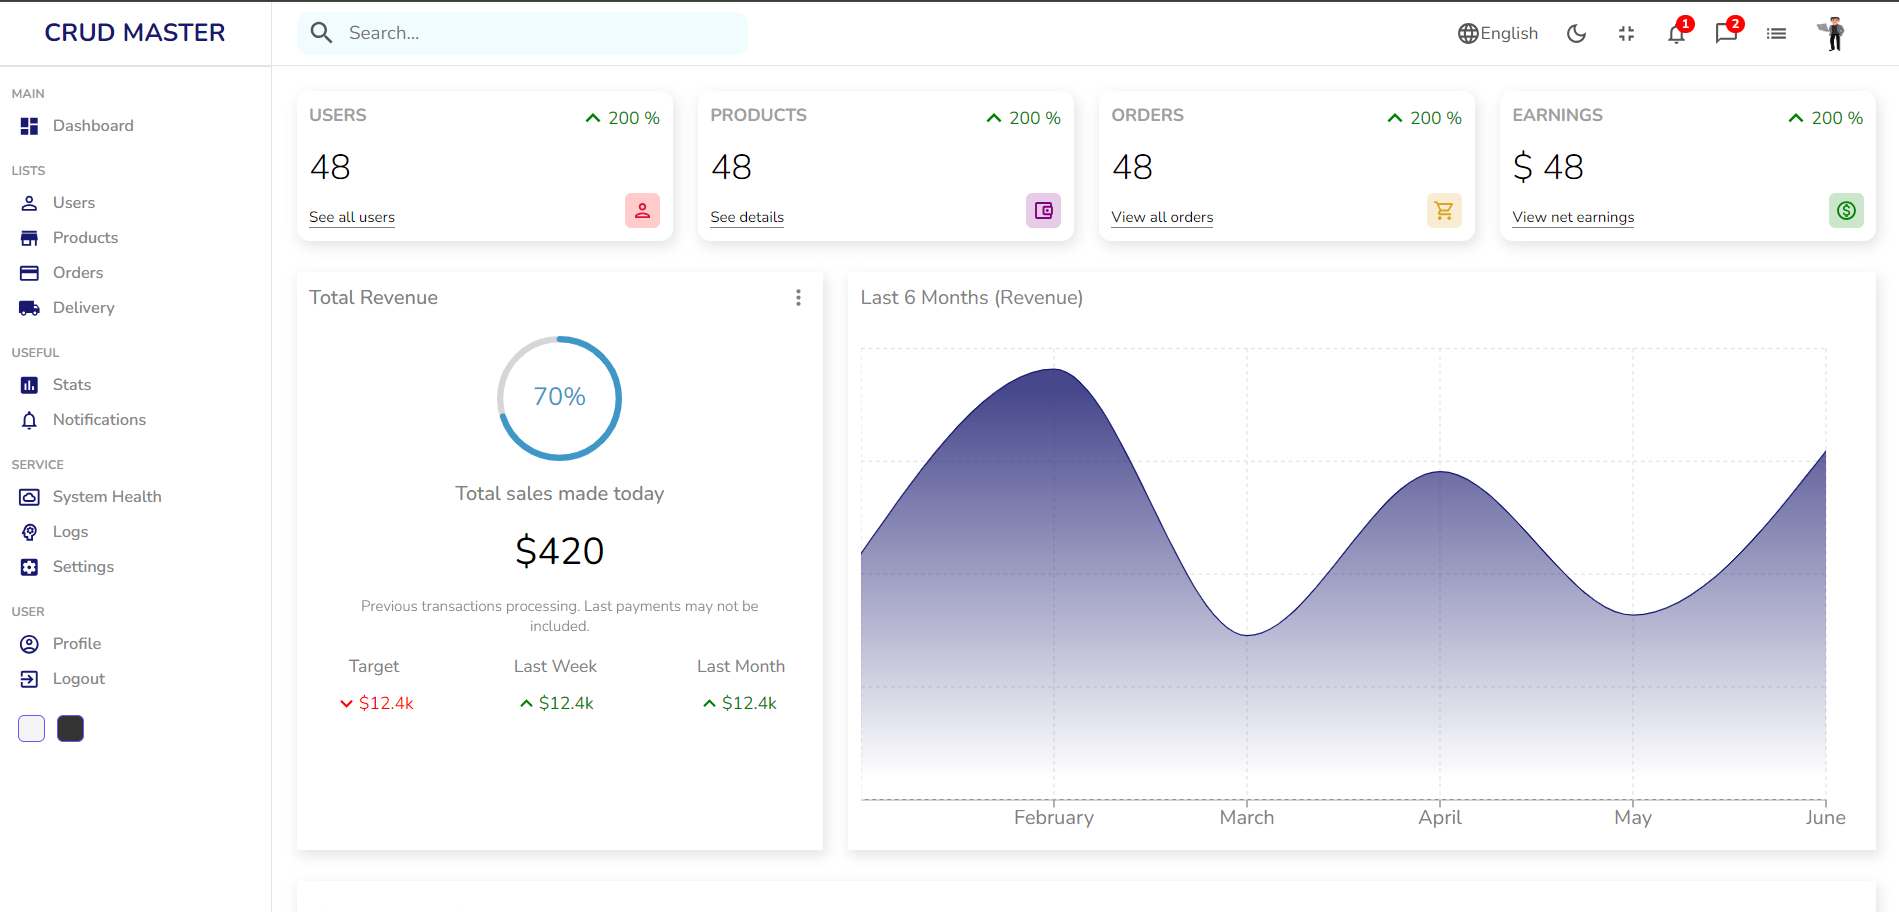 CRUD MASTER
Search...
English
1
2
MAIN
Dashboard
LISTS
Users
Products
Orders
Delivery
USEFUL
Stats
Notifications
SERVICE
System Health
Logs
Settings
USER
Profile
Logout
USERS
200 %
48
See all users
PRODUCTS
200 %
48
See details
ORDERS
200 %
48
View all orders
EARNINGS
200 %
$ 48
View net earnings
Total Revenue
70%
Total sales made today
$420
Previous transactions processing. Last payments may not be
included.
Target
$12.4k
Last Week
$12.4k
Last Month
$12.4k
Last 6 Months (Revenue)
February
March
April
May
June